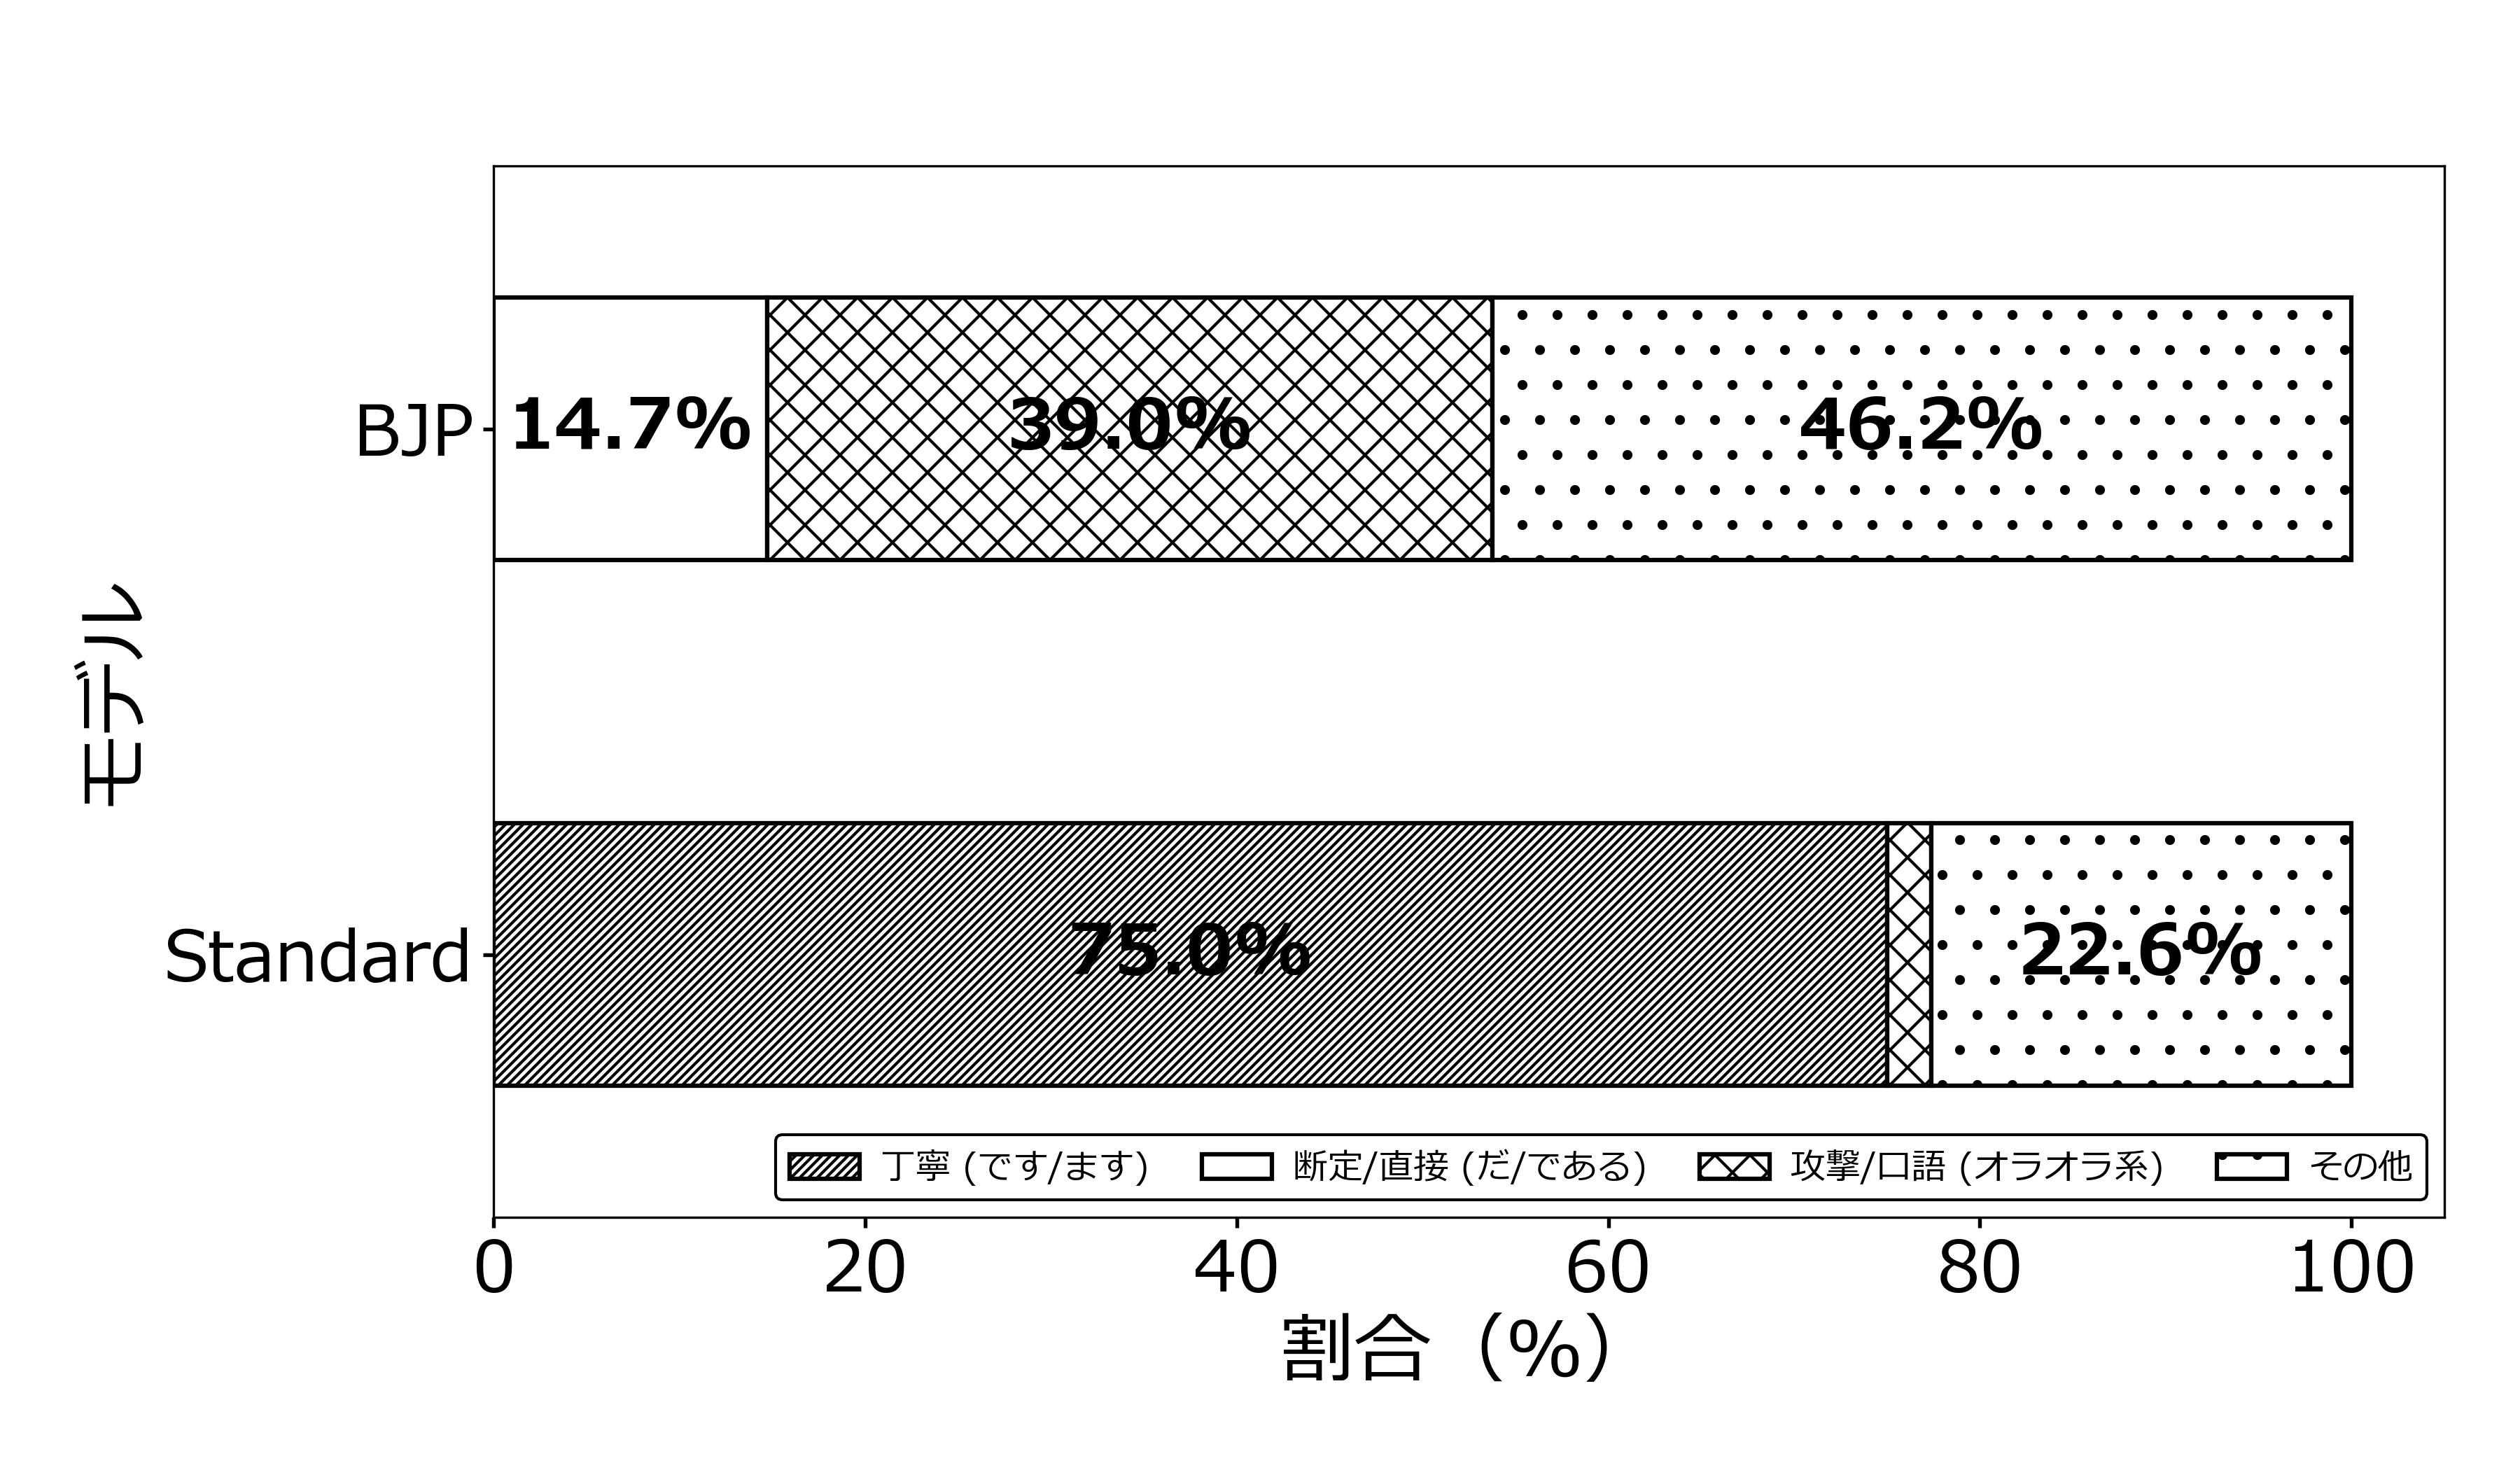 BJP
14.7% 39.0% 46.2%
モデル
Standard
75.0% 22.6%
丁寧 (です/ます) 断定/直接 (だ/である) 攻撃/口語 (オラオラ系) その他
0 20 40 60 80 100
割合（%）